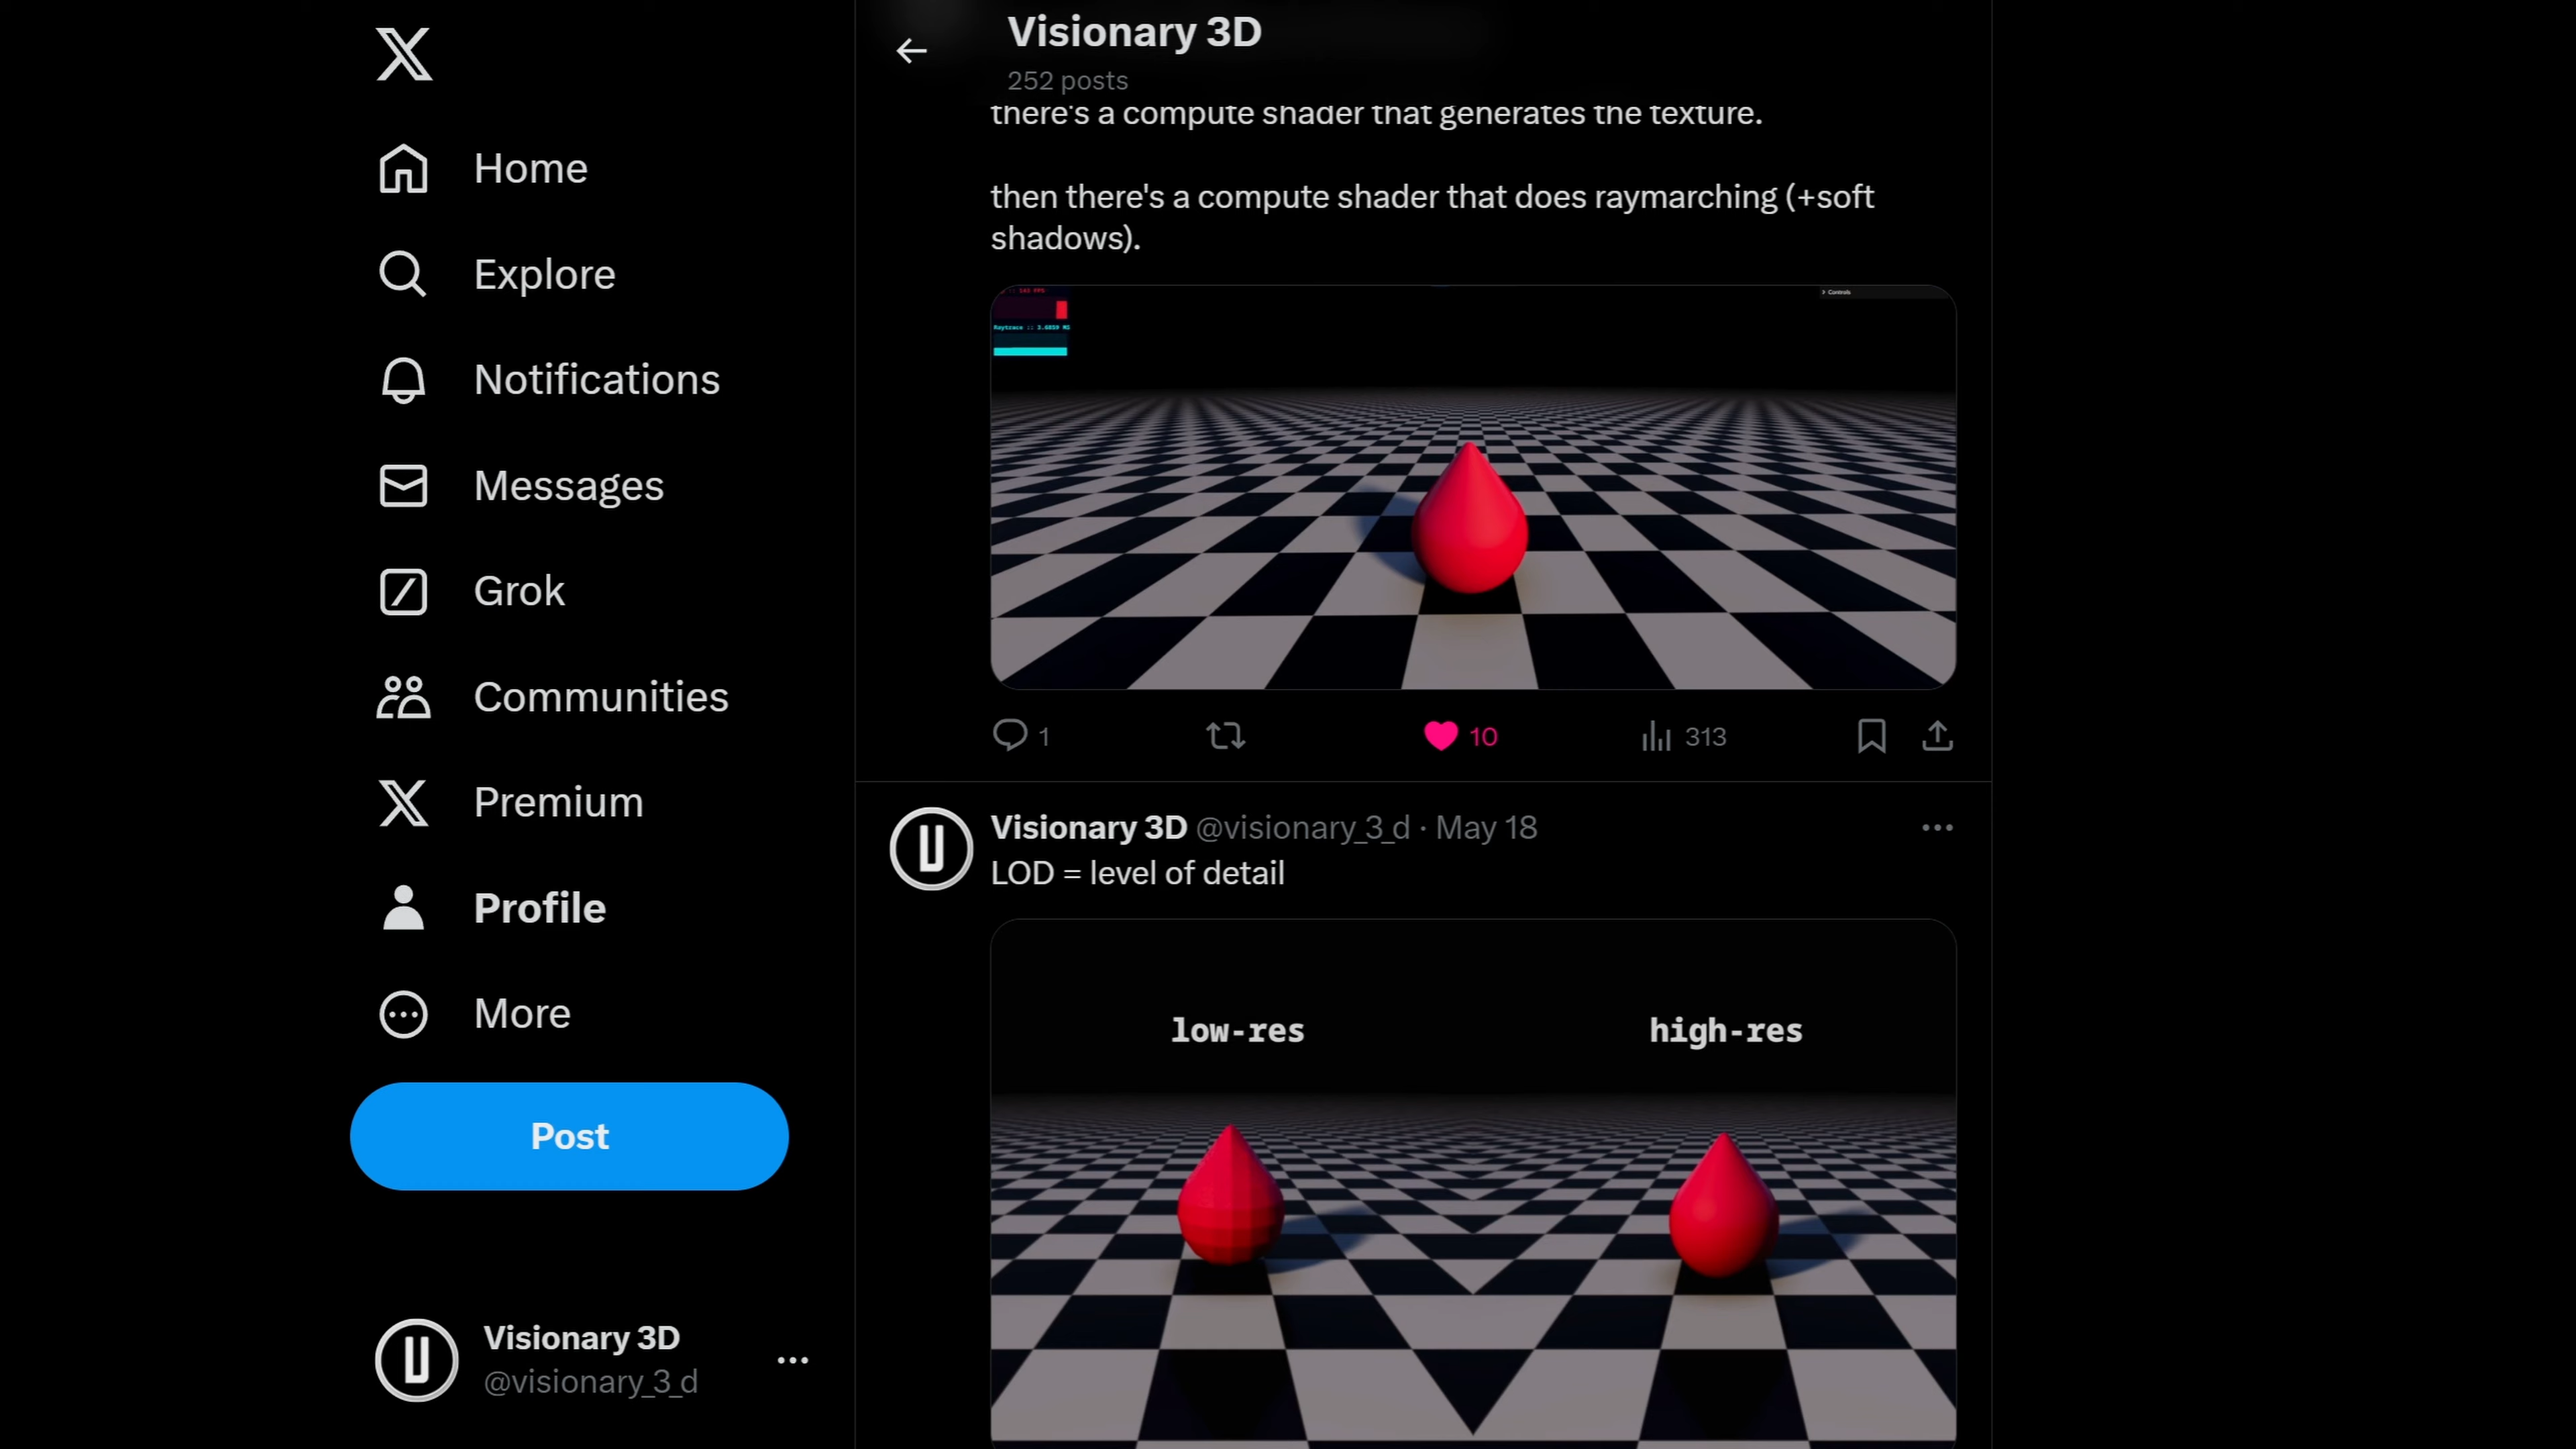 Home
Explore
Notifications
Messages
Grok
Communities
Premium
Profile
More
Post
Visionary 3D
@visionary_3_d
Visionary 3D
252 posts
there's a compute shader that generates the texture.
then there's a compute shader that does raymarching (+soft
shadows).
Controls
1
10
313
Visionary 3D @visionary_3_d · May 18
LOD = level of detail
low-res
high-res